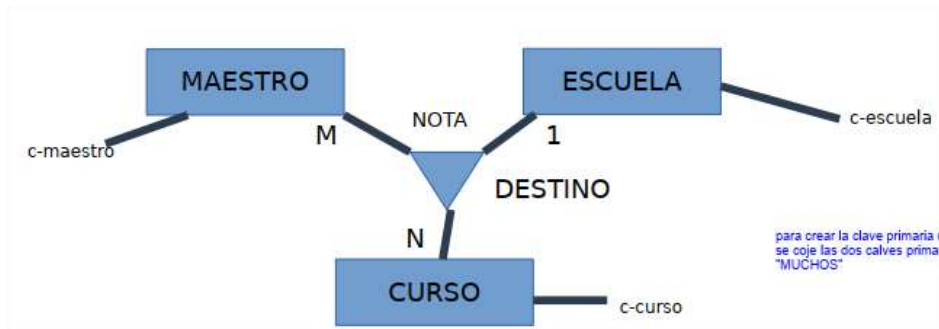 MAESTRO
ESCUELA
NOTA
c-escuela
M
1
c-maestro
DESTINO
N
para crear la clave primaria
se coje las dos calves
"MUCHOS"
CURSO
c-curso